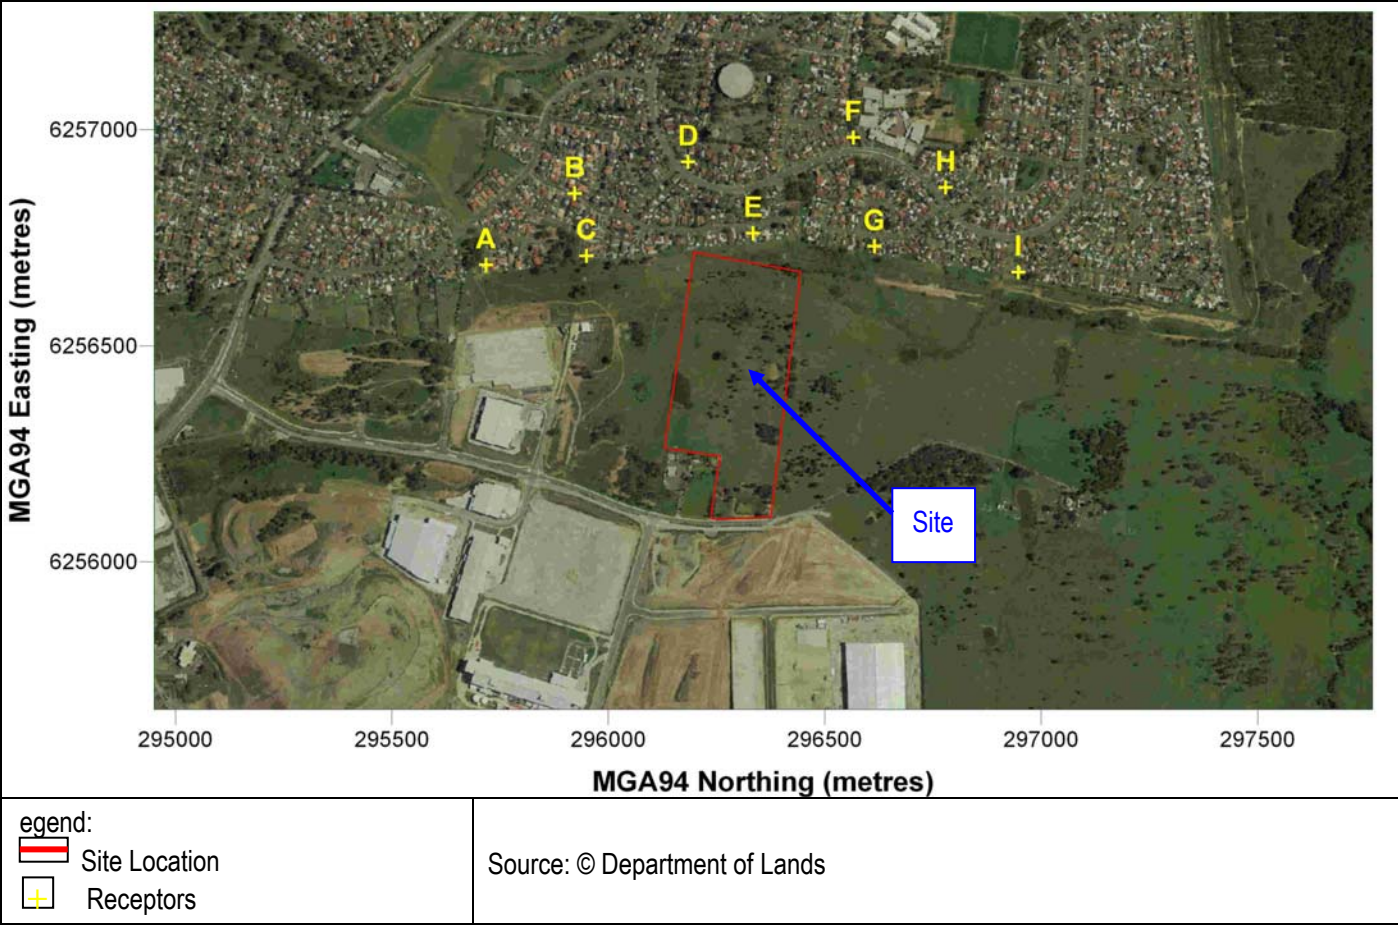 6257000
6256500
6256000
MGA94 Easting (metres)
A
B
C
D
E
F
G
H
I
Site
295000 295500 296000 296500 297000 297500
MGA94 Northing (metres)
egend:
Site Location
Receptors
Source: © Department of Lands